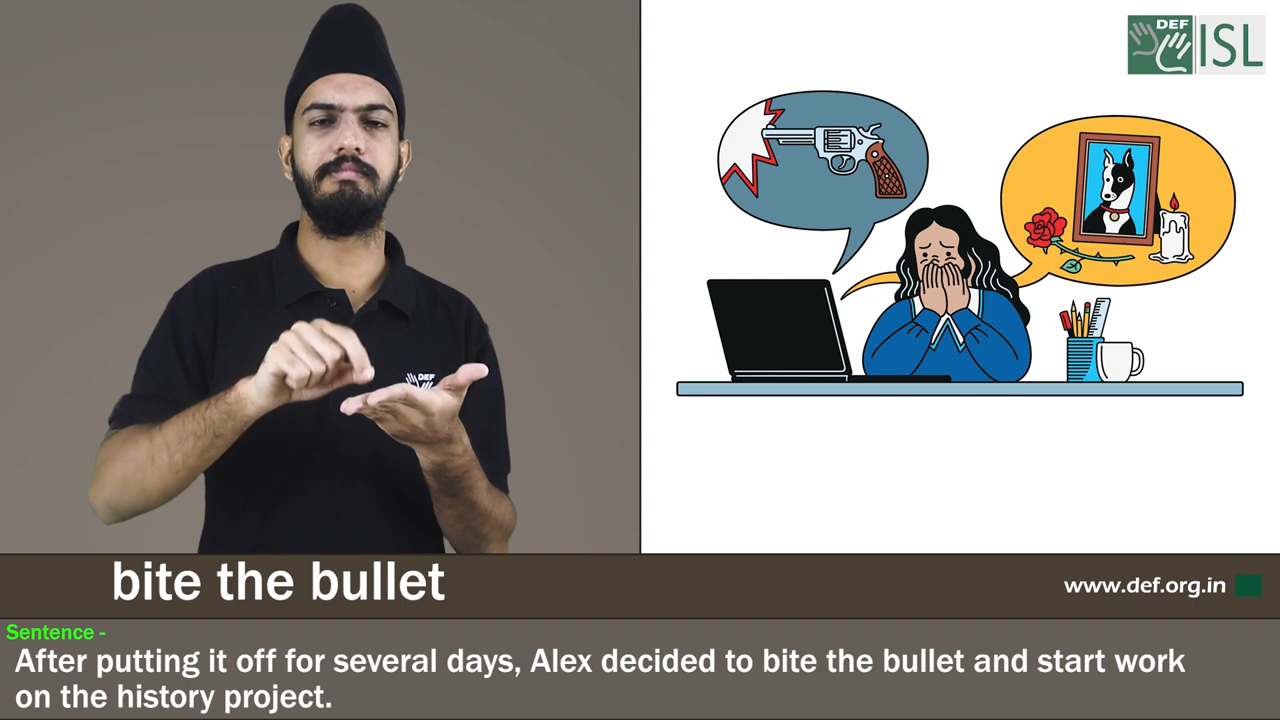 DEF
ISL
DEF
bite the bullet
www.def.org.in
Sentence -
After putting it off for several days, Alex decided to bite the bullet and start work
on the history project.